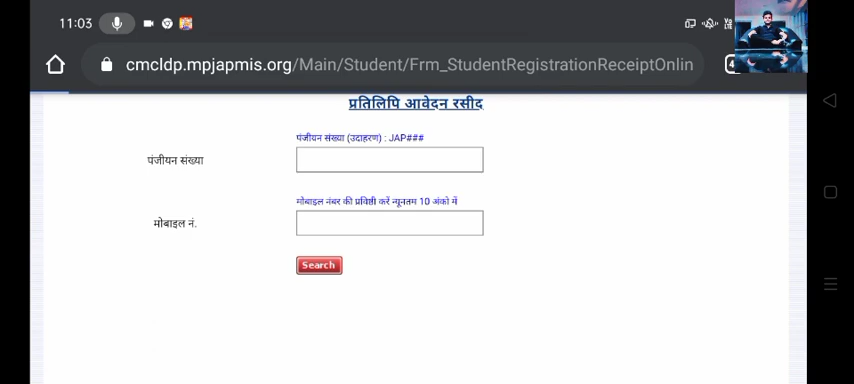 11:03
cmcldp.mpjapmis.org/Main/Student/Frm_StudentRegistrationReceiptOnlin
प्रतिलिपि आवेदन रसीद
पंजीयन संख्या (उदाहरण) : JAP###
पंजीयन संख्या
मोबाइल नंबर की प्रविष्ठी करें न्यूनतम 10 अंको में
मोबाइल नं.
Search